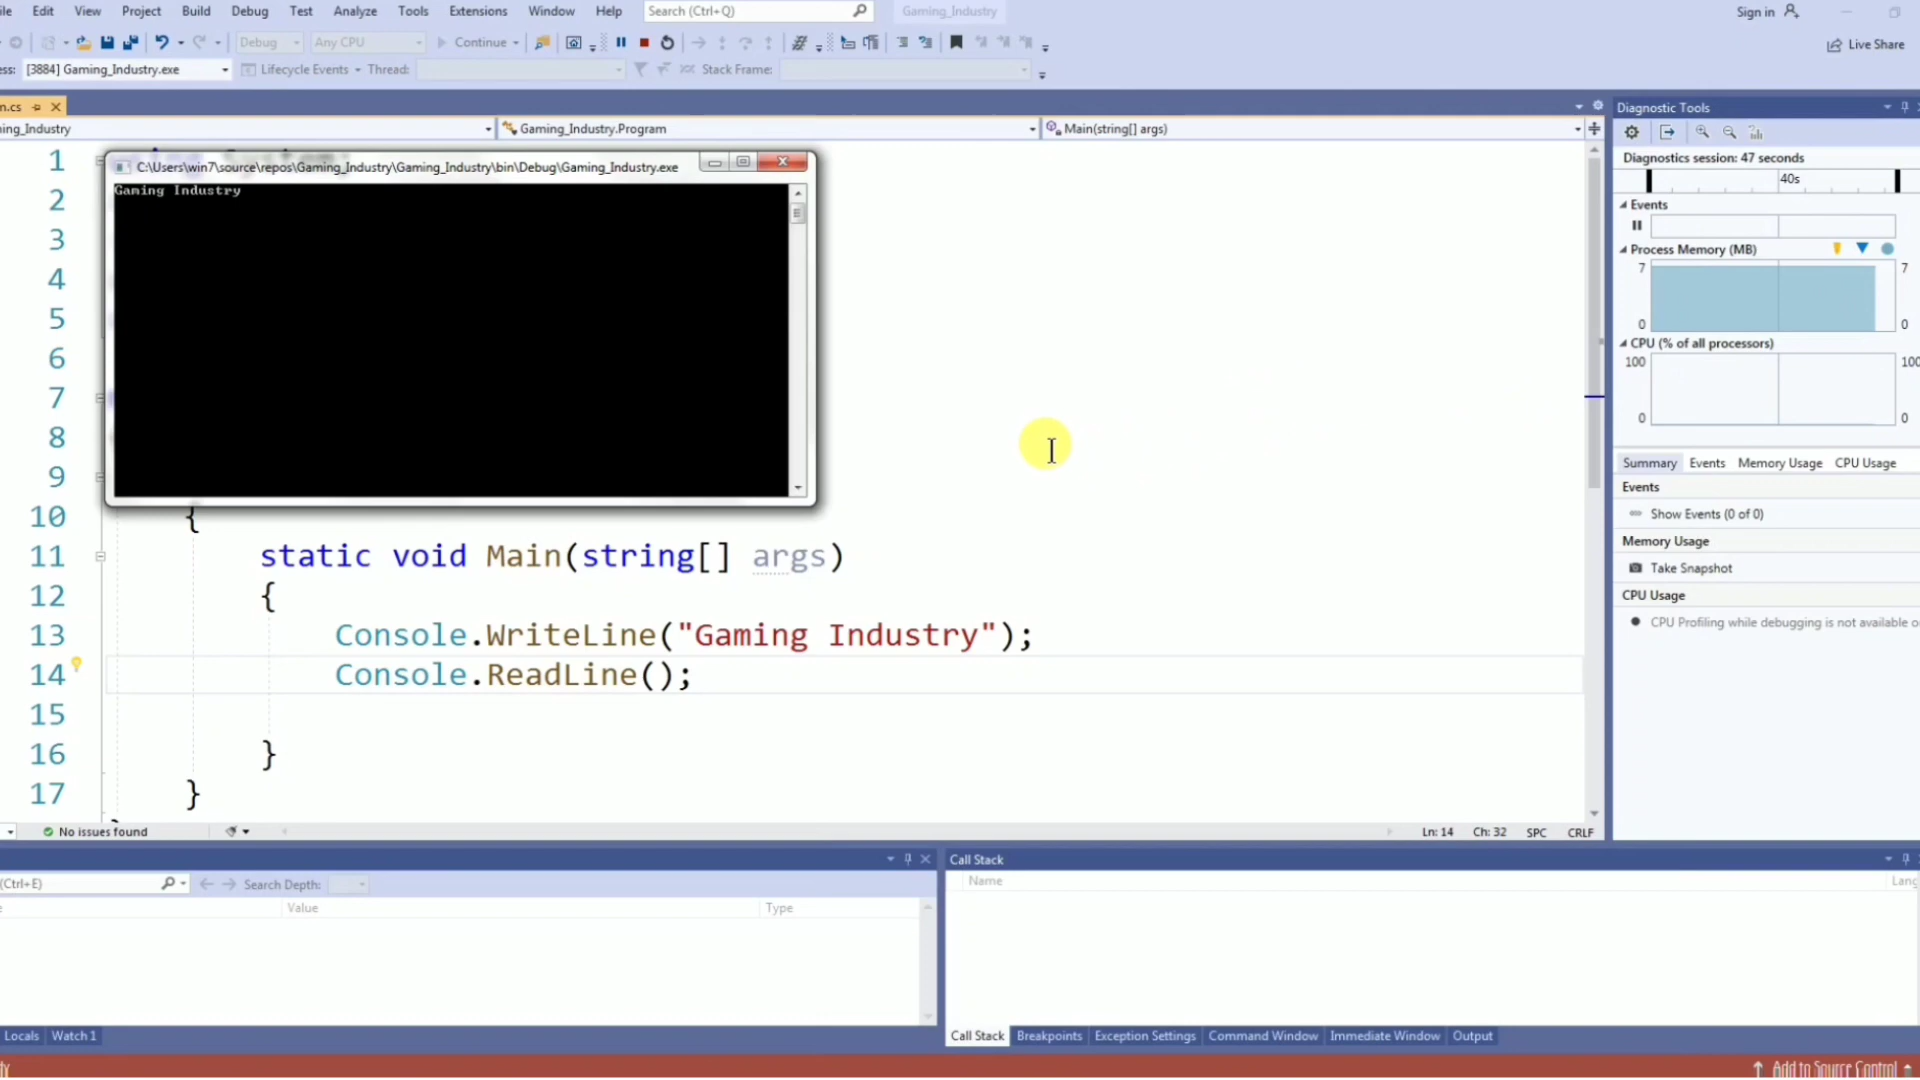 Edit View Project Build Debug Test Analyze Tools Extensions Window Help Search (Ctrl+Q) Gaming_Industry Sign in
Debug Any CPU Continue Live Share
[3884] Gaming_Industry.exe Lifecycle Events Thread: Stack Frame:
Gaming_Industry.Program Main(string[] args)
C:\Users\win7\source\repos\Gaming_Industry\Gaming_Industry\bin\Debug\Gaming_Industry.exe
Gaming Industry
1
2
3
4
5
6
7
8
9
10 {
11 static void Main(string[] args)
12 {
13 Console.WriteLine("Gaming Industry");
14 Console.ReadLine();
15
16 }
17 }
No issues found Ln: 14 Ch: 32 SPC CRLF
Diagnostic Tools
Diagnostics session: 47 seconds
40s
Events
Process Memory (MB)
7 7
0 0
CPU (% of all processors)
100 100
0 0
Summary Events Memory Usage CPU Usage
Events
Show Events (0 of 0)
Memory Usage
Take Snapshot
CPU Usage
CPU Profiling while debugging is not available
(Ctrl+E) Search Depth:
Value Type
Locals Watch 1
Call Stack
Name
Call Stack Breakpoints Exception Settings Command Window Immediate Window Output
Add to Source Control